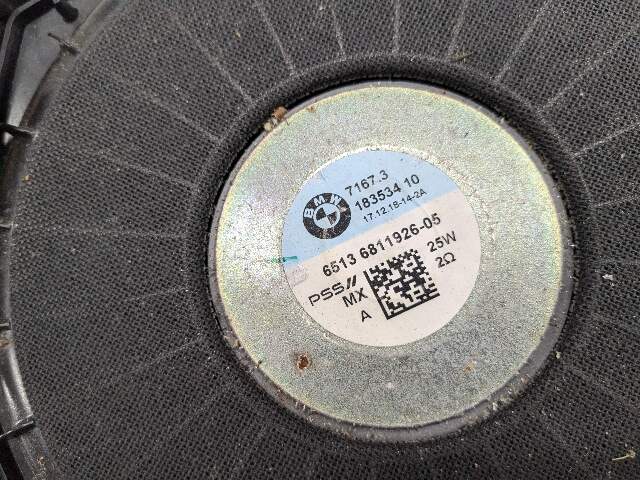 BMW
7167.3
183534 10
17.12.18-14-2A
6513 6811926-05
PSS// 25W
MX 2Ω
A